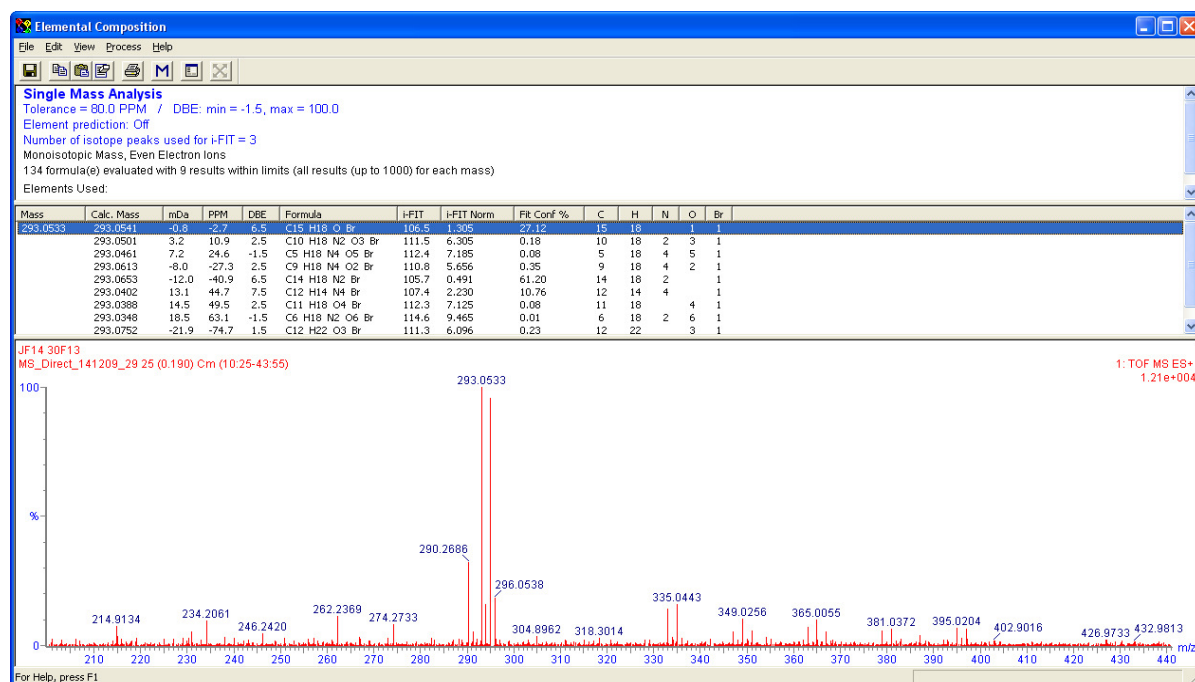 Elemental Composition
File Edit View Process Help
Single Mass Analysis
Tolerance = 80.0 PPM / DBE: min = -1.5, max = 100.0
Element prediction: Off
Number of isotope peaks used for i-FIT = 3
Monoisotopic Mass, Even Electron Ions
134 formula(e) evaluated with 9 results within limits (all results (up to 1000) for each mass)
Elements Used:
Mass Calc. Mass mDa PPM DBE Formula i-FIT i-FIT Norm Fit Conf % C H N O Br
293.0533 293.0541 -0.8 -2.7 6.5 C15 H18 O Br 106.5 1.305 27.12 15 18 1 1
293.0501 3.2 10.9 2.5 C10 H18 N2 O3 Br 111.5 6.305 0.18 10 18 2 3 1
293.0461 7.2 24.6 -1.5 C5 H18 N4 O5 Br 112.4 7.185 0.08 5 18 4 5 1
293.0613 -8.0 -27.3 2.5 C9 H18 N4 O2 Br 110.8 5.656 0.35 9 18 4 2 1
293.0653 -12.0 -40.9 6.5 C14 H18 N2 Br 105.7 0.491 61.20 14 18 2 1
293.0402 13.1 44.7 7.5 C12 H14 N4 Br 107.4 2.230 10.76 12 14 4 1
293.0388 14.5 49.5 2.5 C11 H18 O4 Br 112.3 7.125 0.08 11 18 4 1
293.0348 18.5 63.1 -1.5 C6 H18 N2 O6 Br 114.6 9.465 0.01 6 18 2 6 1
293.0752 -21.9 -74.7 1.5 C12 H22 O3 Br 111.3 6.096 0.23 12 22 3 1
JF14 30F13
MS_Direct_141209_29 25 (0.190) Cm (10:25-43:55)
1: TOF MS ES+
1.21e+004
100
293.0533
%
290.2686
296.0538
214.9134
234.2061
246.2420
262.2369
274.2733
304.8962
318.3014
335.0443
349.0256
365.0055
381.0372
395.0204
402.9016
426.9733
432.9813
0
210 220 230 240 250 260 270 280 290 300 310 320 330 340 350 360 370 380 390 400 410 420 430 440 m/z
For Help, press F1